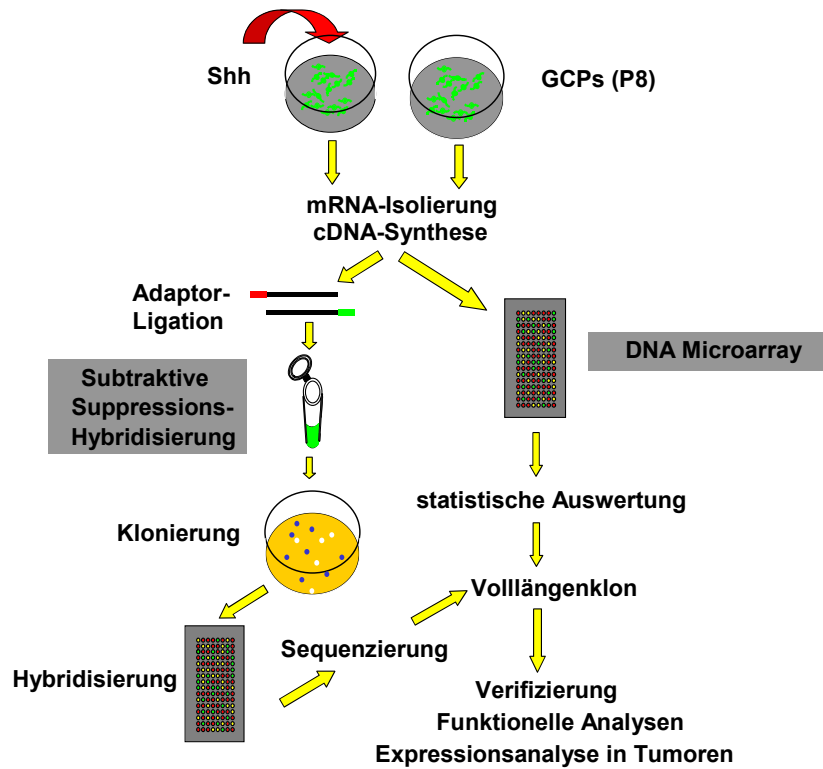 Shh
GCPs (P8)
mRNA-Isolierung
cDNA-Synthese
Adaptor-
Ligation
DNA Microarray
Subtraktive
Suppressions-
Hybridisierung
statistische Auswertung
Klonierung
Volllängenklon
Sequenzierung
Hybridisierung
Verifizierung
Funktionelle Analysen
Expressionsanalyse in Tumoren